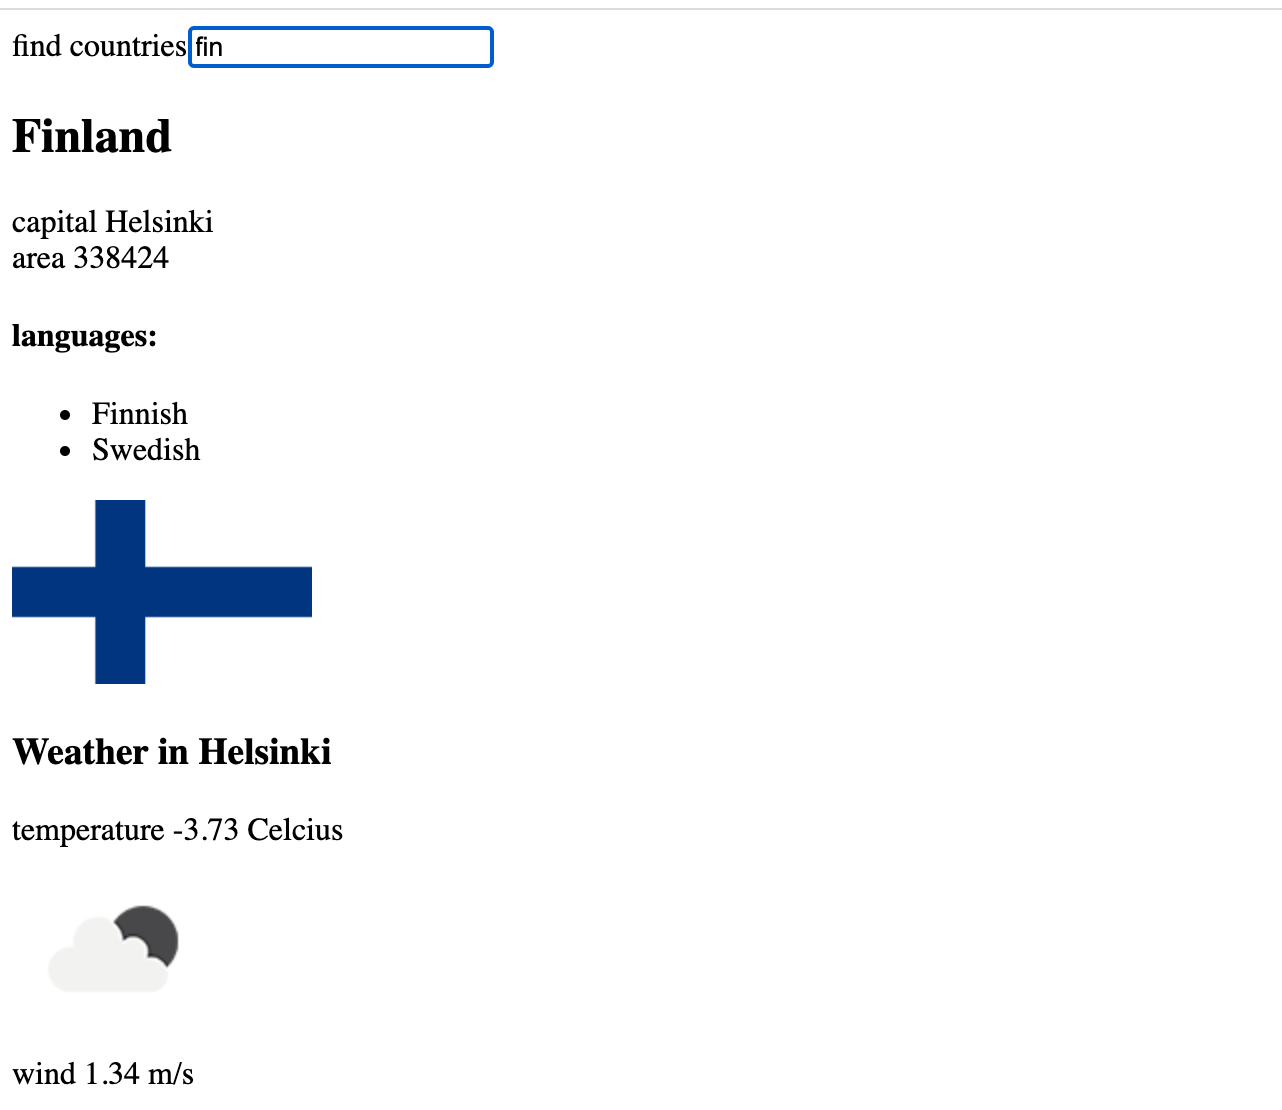 find countries fin
Finland
capital Helsinki
area 338424
languages:
Finnish
Swedish
Weather in Helsinki
temperature -3.73 Celcius
wind 1.34 m/s